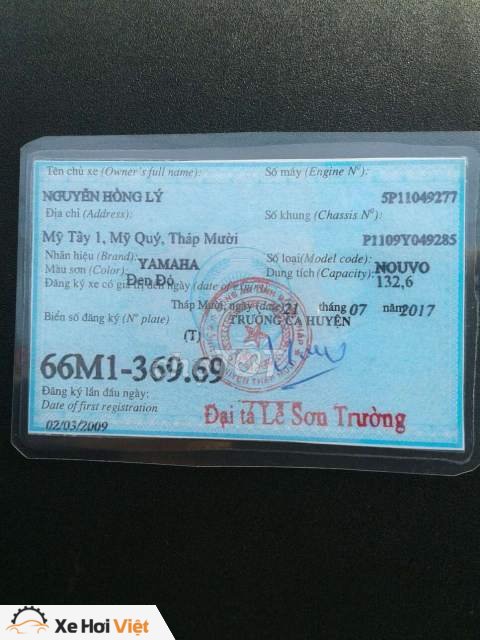 Tên chủ xe (Owner's full name):
Số máy (Engine Nº):
NGUYỄN HỒNG LÝ
5P11049277
Địa chỉ (Address):
Số khung (Chassis Nº):
Mỹ Tây 1, Mỹ Quý, Tháp Mười
P1109Y049285
Nhãn hiệu (Brand): YAMAHA
Số loại(Model code): NOUVO
Màu sơn (Color): Đen Đỏ
Dung tích (Capacity): 132,6
Đăng ký xe có giá trị đến ngày (date of
Tháp Mười, ngày (date) 21 tháng 07 năm 2017
Biển số đăng ký (Nº plate)
TRƯỞNG CA HUYỆN
(T)
66M1-369.69
Đăng ký lần đầu ngày:
Date of first registration
Đại tá Lê Sơn Trường
02/03/2009
Xe Hơi Việt